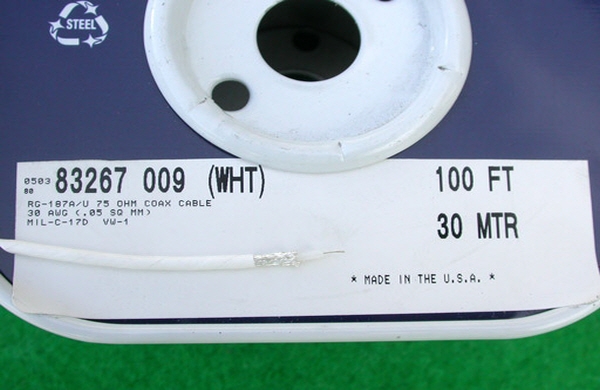 STEEL
0503 83267 009 (WHT) 100 FT
80
RG-187A/U 75 OHM COAX CABLE
30 AWG (.05 SQ MM) 30 MTR
MIL-C-17D VW-1
* MADE IN THE U.S.A. *